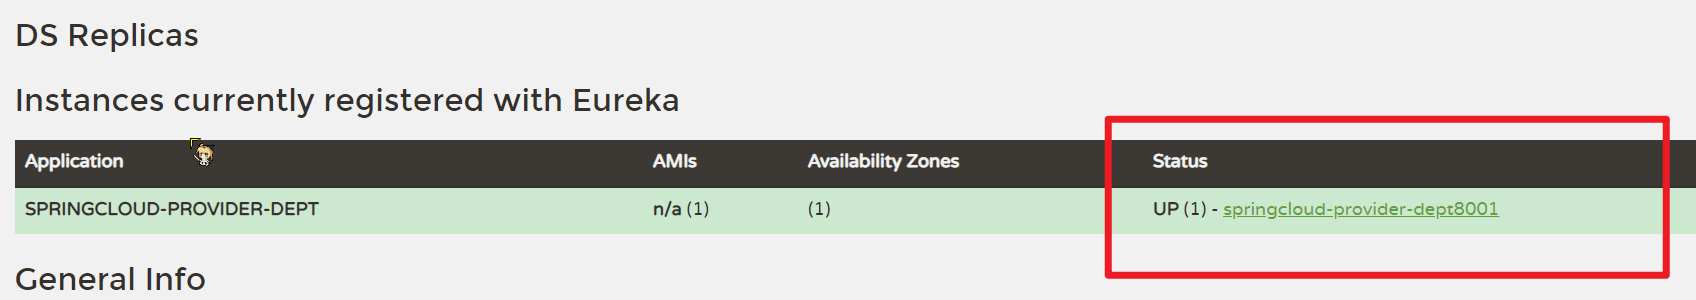 DS Replicas
Instances currently registered with Eureka
Application AMIs Availability Zones Status
SPRINGCLOUD-PROVIDER-DEPT n/a (1) (1) UP (1) - springcloud-provider-dept8001
General Info